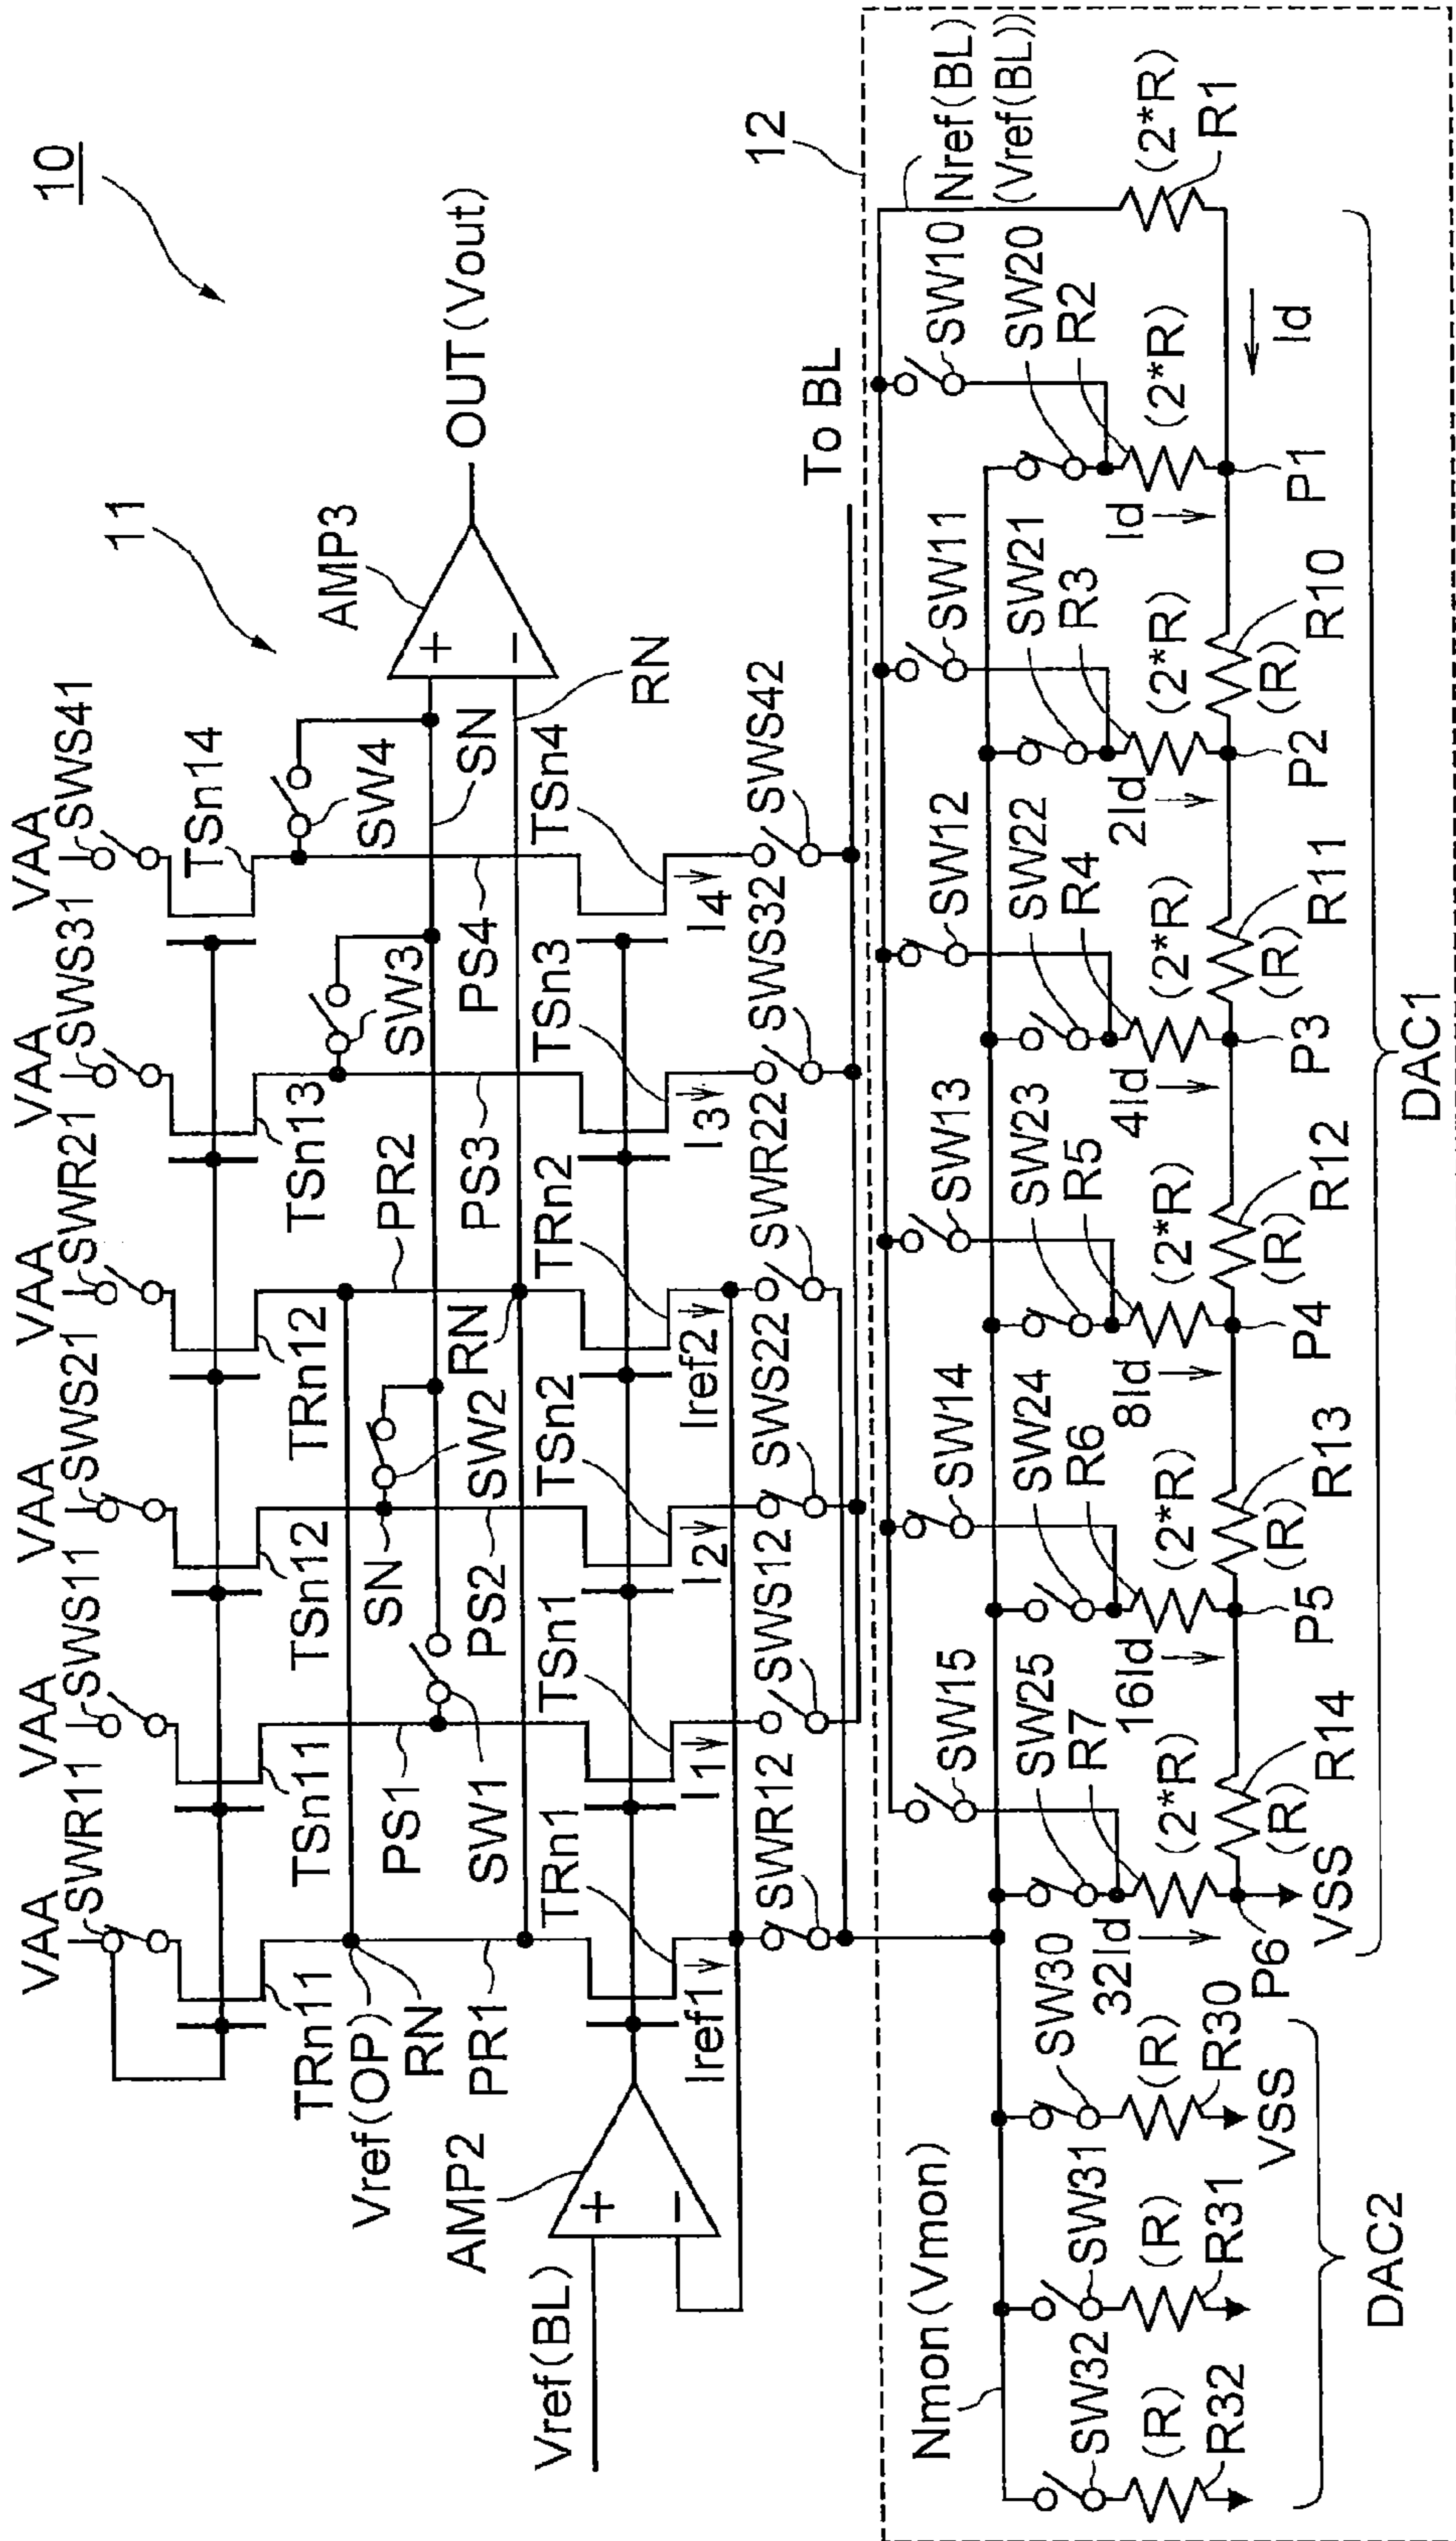 10
11
VAA
VAA
VAA
VAA
VAA
VAA
SWR11
SWS11
SWS21
SWR21
SWS31
SWS41
TRn11
TSn11
TSn12
TRn12
TSn13
TSn14
Vref(OP)
RN
PR1
PS1
SW1
SN
PS2
SW2
PR2
RN
PS3
SW3
PS4
SW4
SN
RN
AMP3
OUT(Vout)
Vref(BL)
AMP2
+
−
+
−
TRn1
TSn1
TSn2
TRn2
TSn3
TSn4
Iref1
I1
I2
Iref2
I3
I4
SWR12
SWS12
SWS22
SWR22
SWS32
SWS42
To BL
12
Nmon(Vmon)
Nref(BL)
(Vref(BL))
SW15
SW14
SW13
SW12
SW11
SW10
SW32
SW31
SW30
SW25
SW24
SW23
SW22
SW21
SW20
R7
R6
R5
R4
R3
R2
(R)
(R)
(R)
(2*R)
(2*R)
(2*R)
(2*R)
(2*R)
(2*R)
(2*R)
R1
R32
R31
R30
32Id
16Id
8Id
4Id
2Id
Id
Id
VSS
P6
VSS
(R)
R14
P5
(R)
R13
P4
(R)
R12
P3
(R)
R11
P2
(R)
R10
P1
DAC2
DAC1